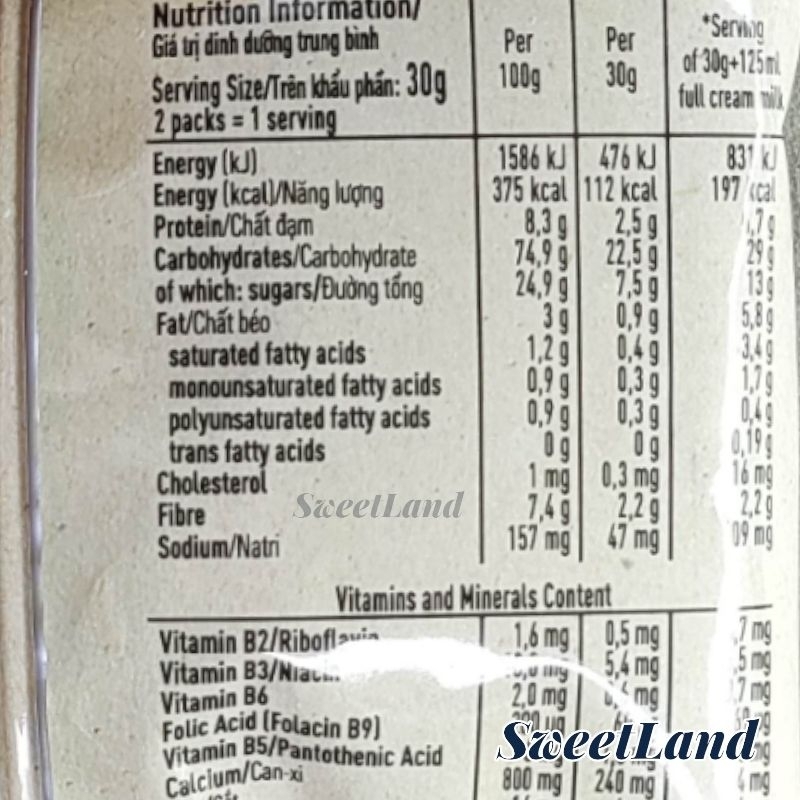 Nutrition Information/
Giá trị dinh dưỡng trung bình
Serving Size/Trên khẩu phần: 30g
2 packs = 1 serving
Per 100g
Per 30g
*Serving of 30g+125ml full cream milk
Energy (kJ) 1586 kJ 476 kJ 831 kJ
Energy (kcal)/Năng lượng 375 kcal 112 kcal 197 kcal
Protein/Chất đạm 8,3 g 2,5 g
Carbohydrates/Carbohydrate 74,9 g 22,5 g 29 g
of which: sugars/Đường tổng 24,9 g 7,5 g 13 g
Fat/Chất béo 3 g 0,9 g 5,8 g
saturated fatty acids 1,2 g 0,4 g 3,4 g
monounsaturated fatty acids 0,9 g 0,3 g 1,7 g
polyunsaturated fatty acids 0,9 g 0,3 g 0,4 g
trans fatty acids 0 g 0 g 0,19 g
Cholesterol 1 mg 0,3 mg 16 mg
Fibre 7,4 g 2,2 g 2,2 g
Sodium/Natri 157 mg 47 mg
SweetLand
Vitamins and Minerals Content
Vitamin B2/Riboflavin 1,6 mg 0,5 mg
Vitamin B3/Niacin 5,4 mg
Vitamin B6 2,0 mg
Folic Acid (Folacin B9)
Vitamin B5/Pantothenic Acid
SweetLand
Calcium/Can-xi 800 mg 240 mg